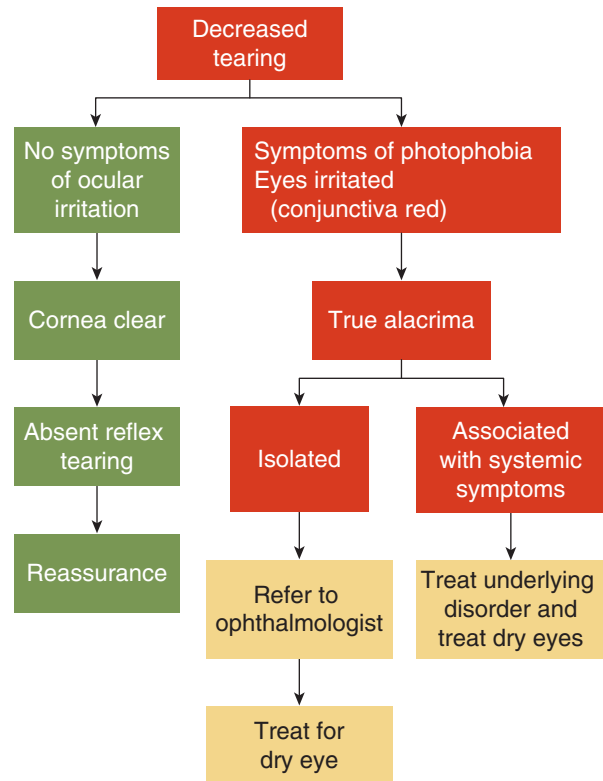 Decreased
tearing
No symptoms
of ocular
irritation
Symptoms of photophobia
Eyes irritated
(conjunctiva red)
Cornea clear
True alacrima
Absent reflex
tearing
Isolated
Associated
with systemic
symptoms
Reassurance
Refer to
ophthalmologist
Treat underlying
disorder and
treat dry eyes
Treat for
dry eye